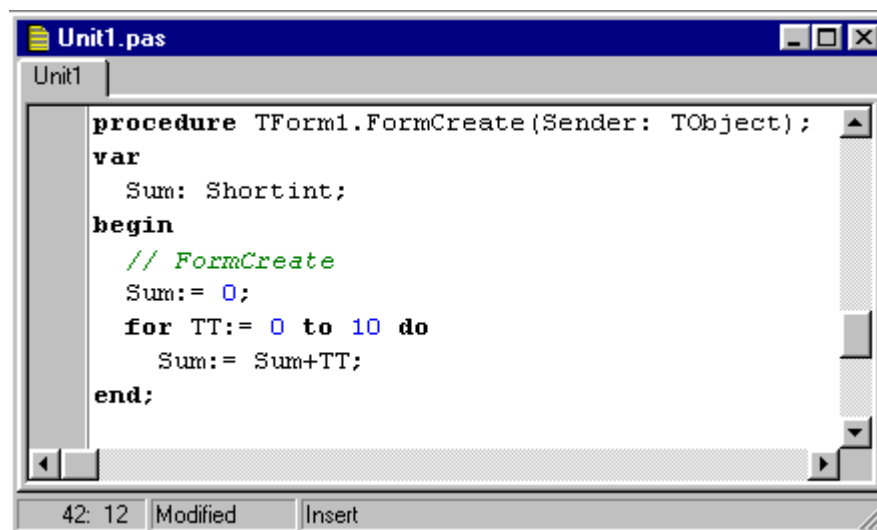 Unit1.pas
Unit1
procedure TForm1.FormCreate(Sender: TObject);
var
  Sum: Shortint;
begin
  // FormCreate
  Sum:= 0;
  for TT:= 0 to 10 do
    Sum:= Sum+TT;
end;
42: 12 Modified Insert